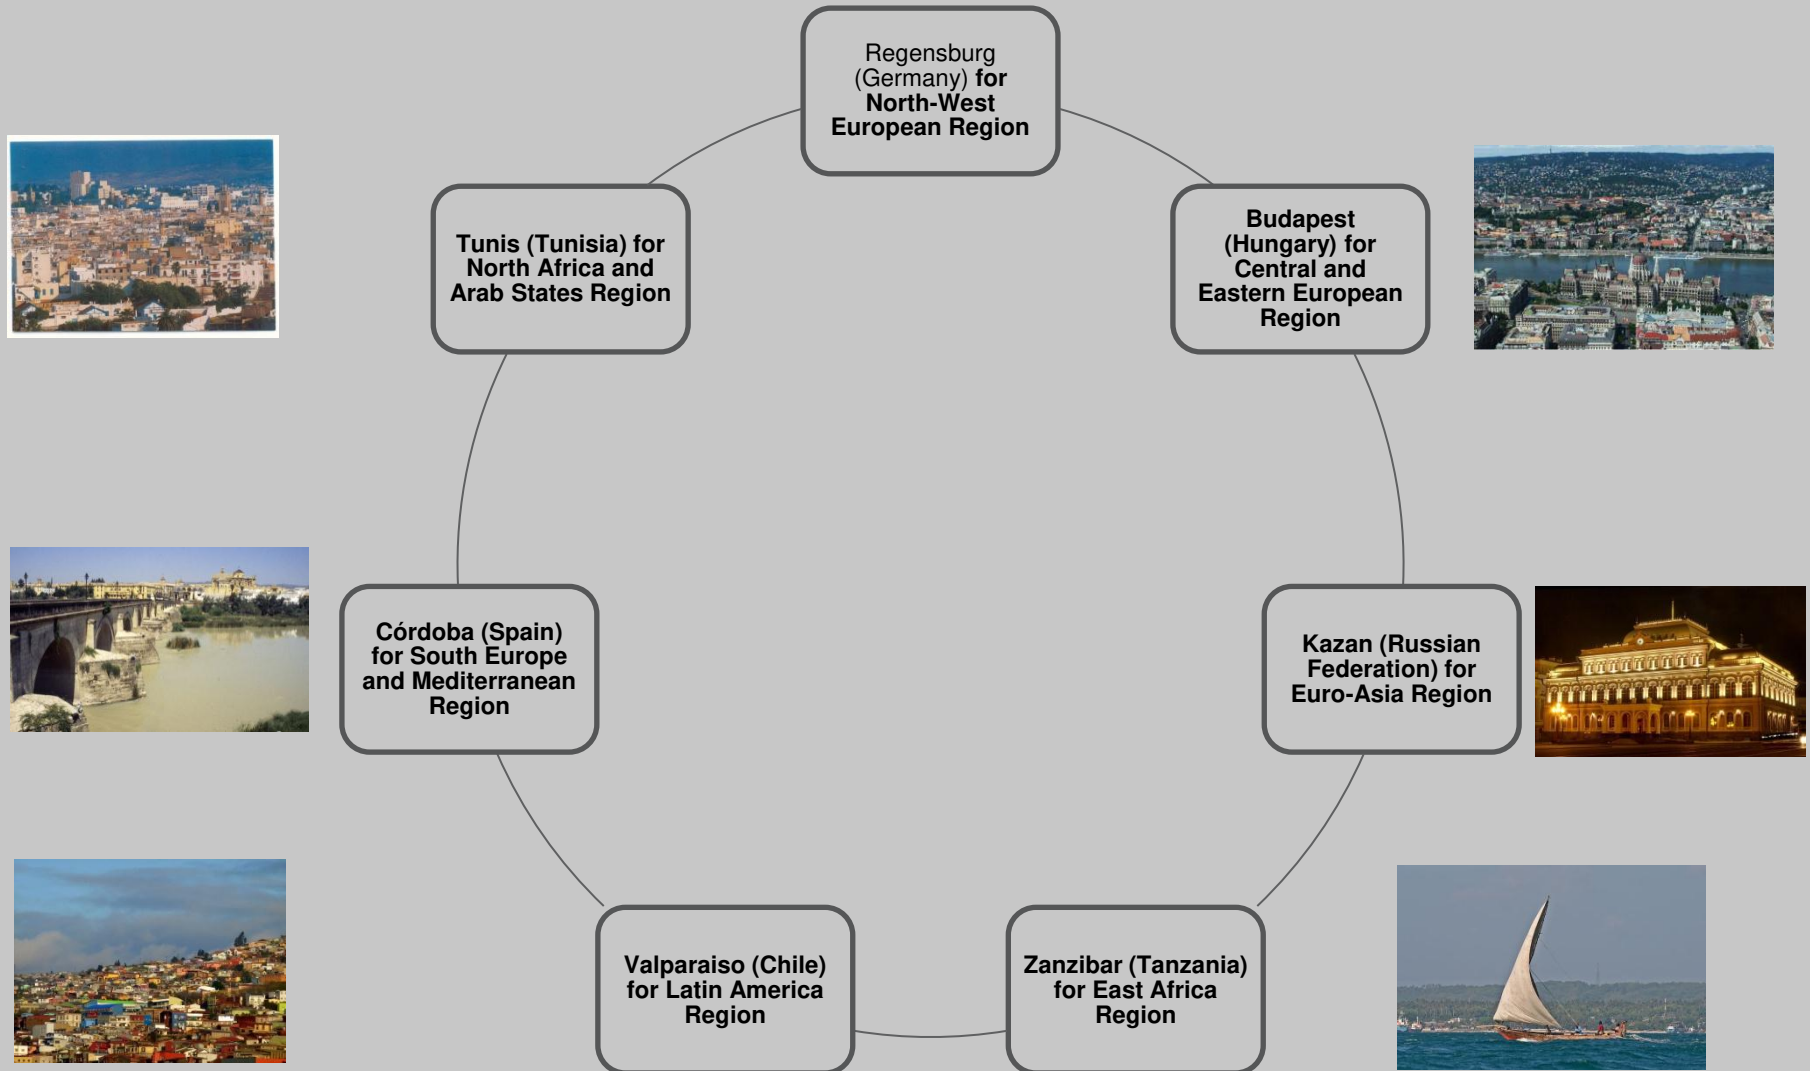 Regensburg
(Germany) for
North-West
European Region
Budapest
(Hungary) for
Central and
Eastern European
Region
Kazan (Russian
Federation) for
Euro-Asia Region
Zanzibar (Tanzania)
for East Africa
Region
Valparaiso (Chile)
for Latin America
Region
Córdoba (Spain)
for South Europe
and Mediterranean
Region
Tunis (Tunisia) for
North Africa and
Arab States Region